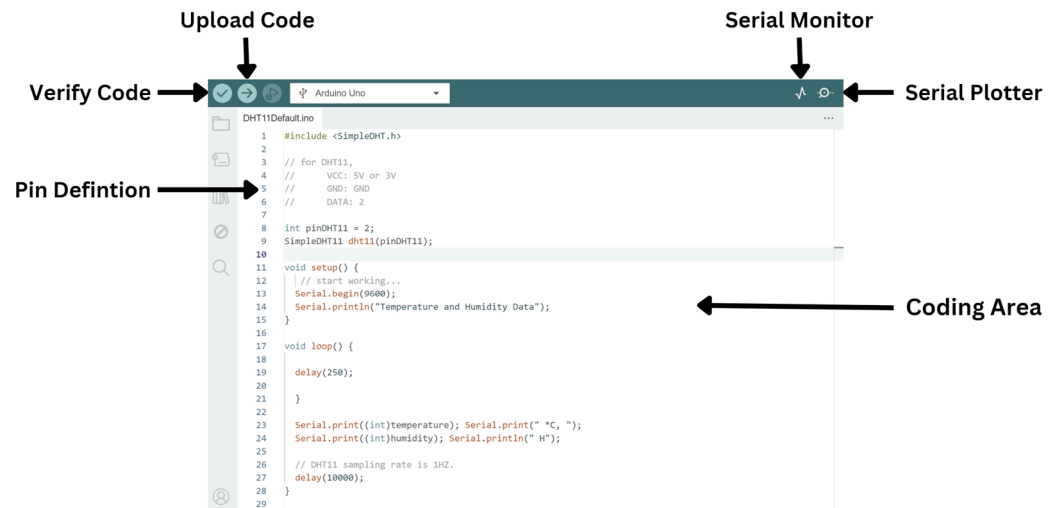 Upload Code
Serial Monitor
Verify Code
Arduino Uno
Serial Plotter
DHT11Default.ino
...
1 #include <SimpleDHT.h>
2
3 // for DHT11,
4 //      VCC: 5V or 3V
Pin Defintion
5 //      GND: GND
6 //      DATA: 2
7
8 int pinDHT11 = 2;
9 SimpleDHT11 dht11(pinDHT11);
10
11 void setup() {
12   // start working...
13   Serial.begin(9600);
14   Serial.println("Temperature and Humidity Data");
Coding Area
15 }
16
17 void loop() {
18
19   delay(250);
20
21   }
22
23   Serial.print((int)temperature); Serial.print(" *C, ");
24   Serial.print((int)humidity); Serial.println(" H");
25
26   // DHT11 sampling rate is 1HZ.
27   delay(10000);
28 }
29